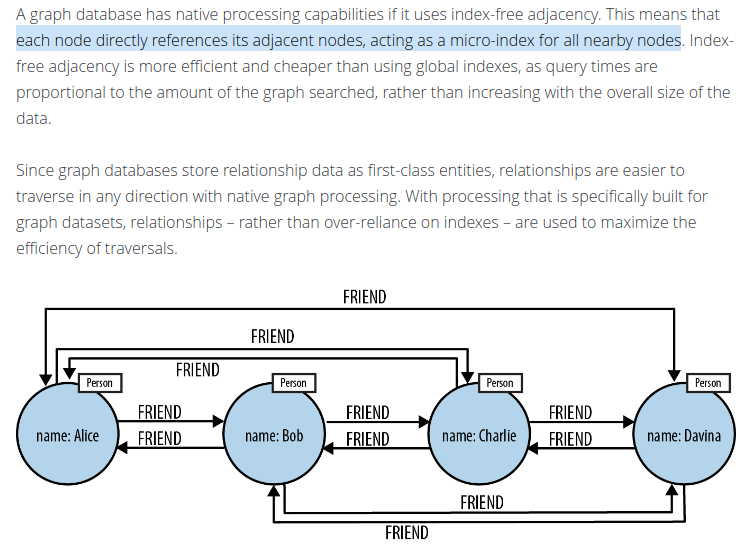 A graph database has native processing capabilities if it uses index-free adjacency. This means that
each node directly references its adjacent nodes, acting as a micro-index for all nearby nodes. Index-
free adjacency is more efficient and cheaper than using global indexes, as query times are
proportional to the amount of the graph searched, rather than increasing with the overall size of the
data.
Since graph databases store relationship data as first-class entities, relationships are easier to
traverse in any direction with native graph processing. With processing that is specifically built for
graph datasets, relationships – rather than over-reliance on indexes – are used to maximize the
efficiency of traversals.
FRIEND
FRIEND
FRIEND
Person
Person
Person
Person
FRIEND
FRIEND
FRIEND
name: Alice
FRIEND
name: Bob
FRIEND
name: Charlie
FRIEND
name: Davina
FRIEND
FRIEND